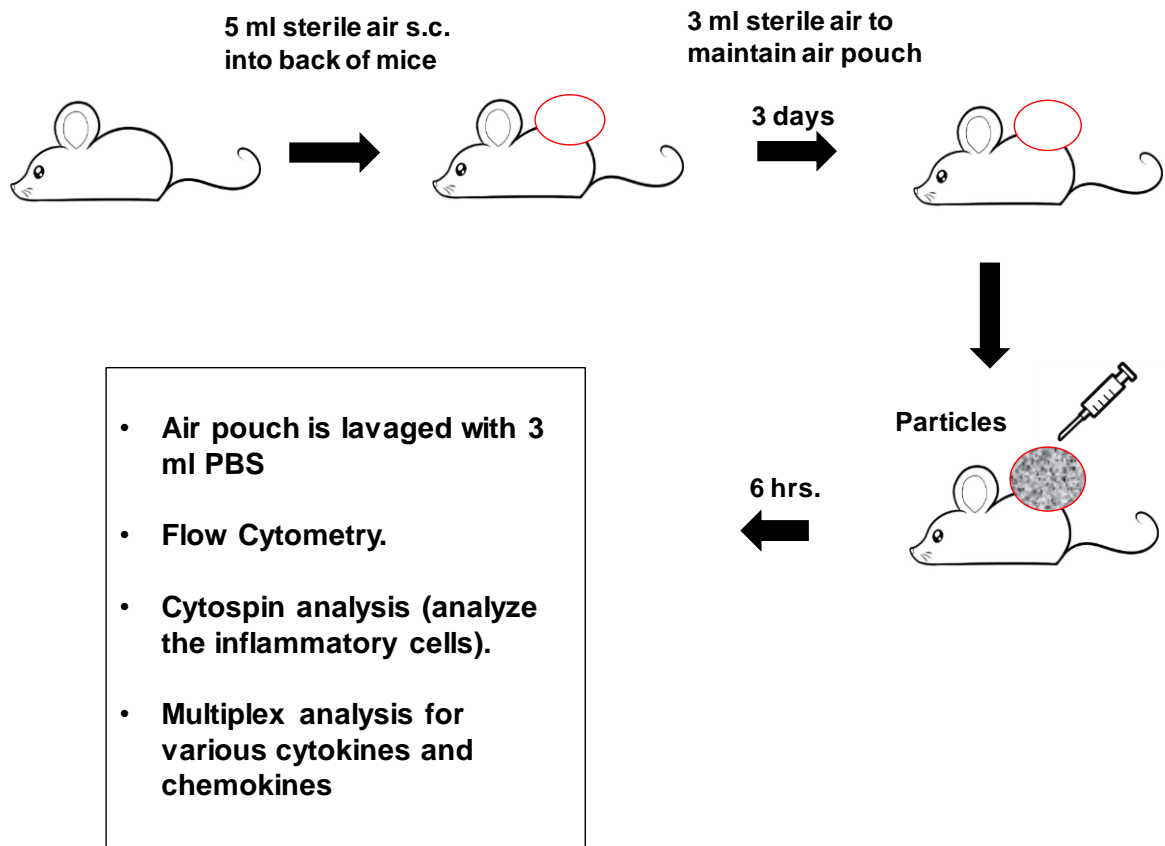 5 ml sterile air s.c.
into back of mice
3 ml sterile air to
maintain air pouch
3 days
Particles
6 hrs.
• Air pouch is lavaged with 3
ml PBS
• Flow Cytometry.
• Cytospin analysis (analyze
the inflammatory cells).
• Multiplex analysis for
various cytokines and
chemokines